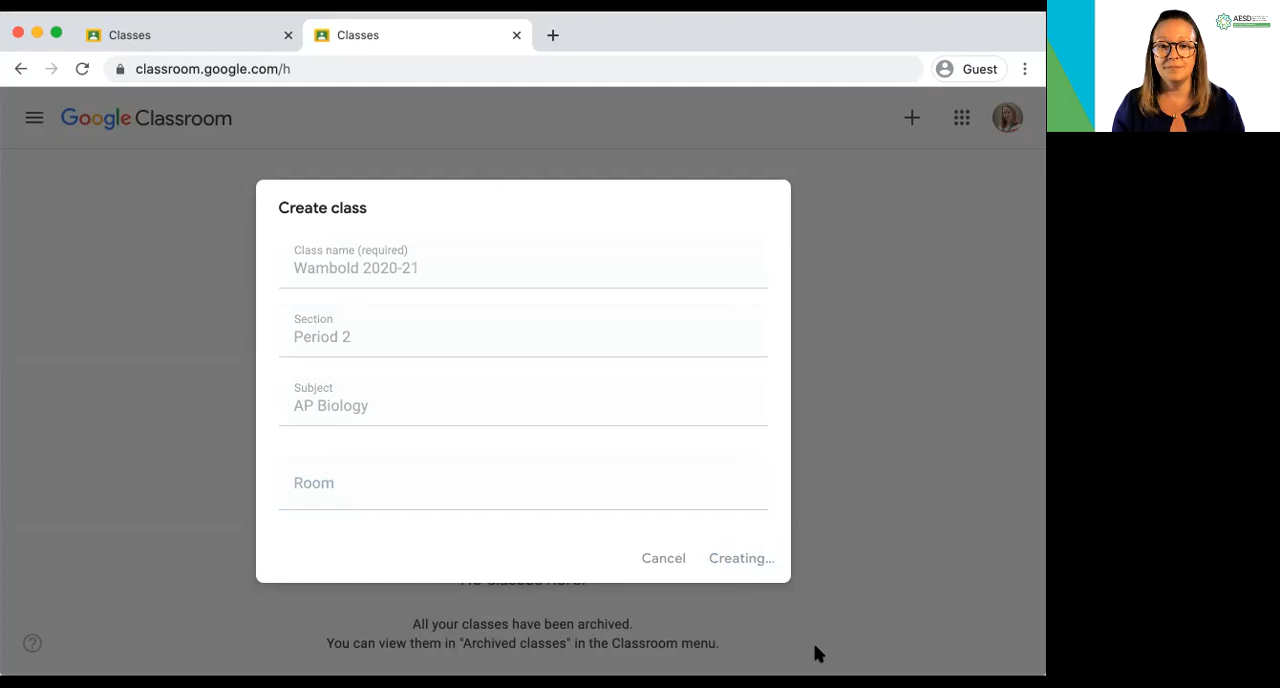 Classes
Classes
classroom.google.com/h
Guest
Google Classroom
AESD
Create class
Class name (required)
Wambold 2020-21
Section
Period 2
Subject
AP Biology
Room
Cancel
Creating...
All your classes have been archived.
You can view them in "Archived classes" in the Classroom menu.